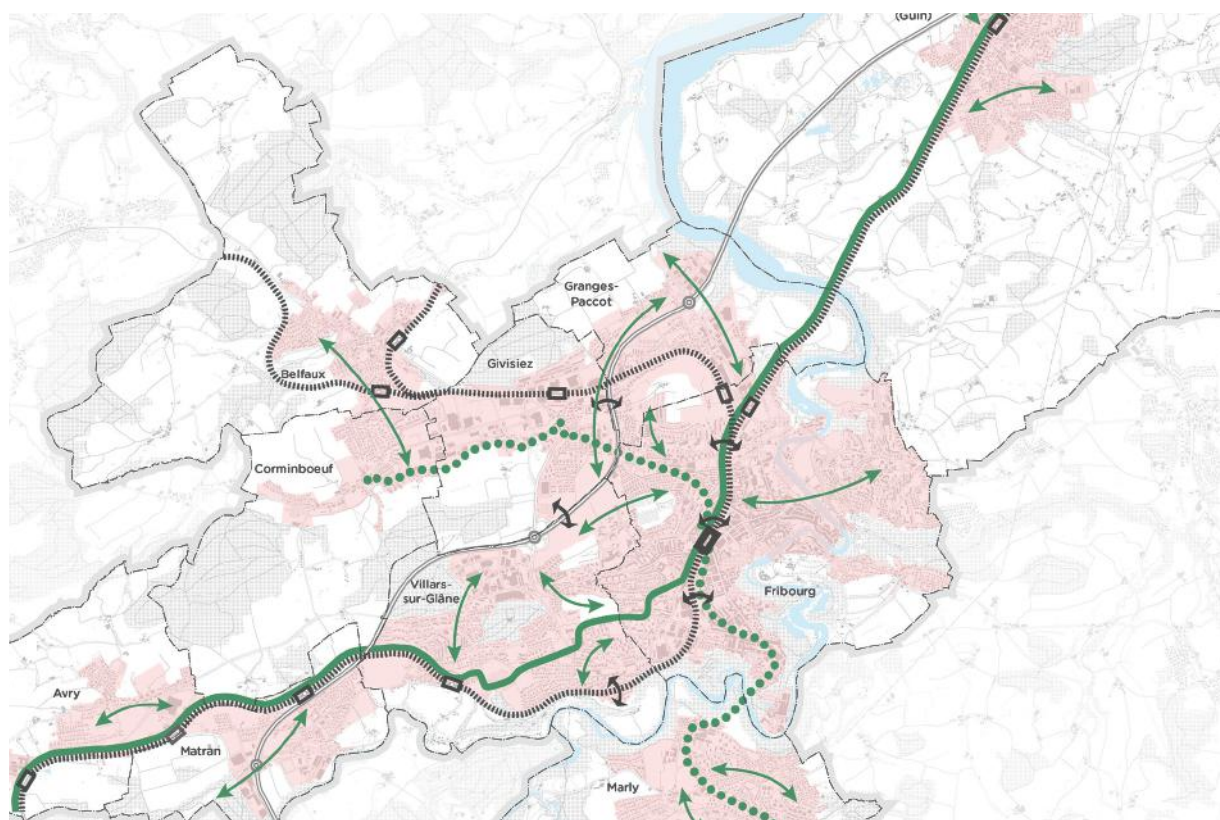 (Guin)
Granges-
Paccot
Givisiez
Belfaux
Corminboeuf
Villars-
sur-Glâne
Fribourg
Avry
Matran
Marly